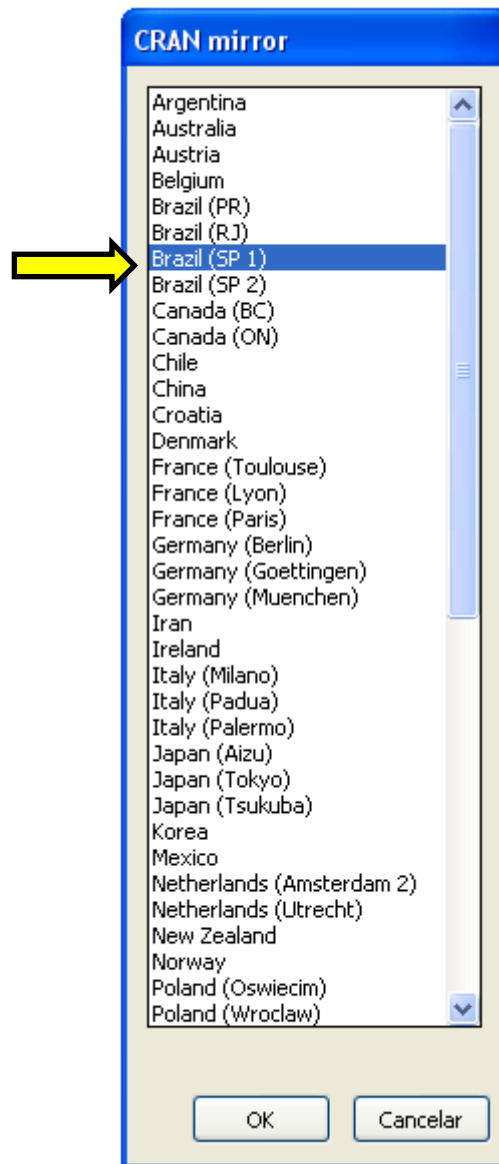 CRAN mirror
Argentina
Australia
Austria
Belgium
Brazil (PR)
Brazil (RJ)
Brazil (SP 1)
Brazil (SP 2)
Canada (BC)
Canada (ON)
Chile
China
Croatia
Denmark
France (Toulouse)
France (Lyon)
France (Paris)
Germany (Berlin)
Germany (Goettingen)
Germany (Muenchen)
Iran
Ireland
Italy (Milano)
Italy (Padua)
Italy (Palermo)
Japan (Aizu)
Japan (Tokyo)
Japan (Tsukuba)
Korea
Mexico
Netherlands (Amsterdam 2)
Netherlands (Utrecht)
New Zealand
Norway
Poland (Oswiecim)
Poland (Wroclaw)
OK Cancelar